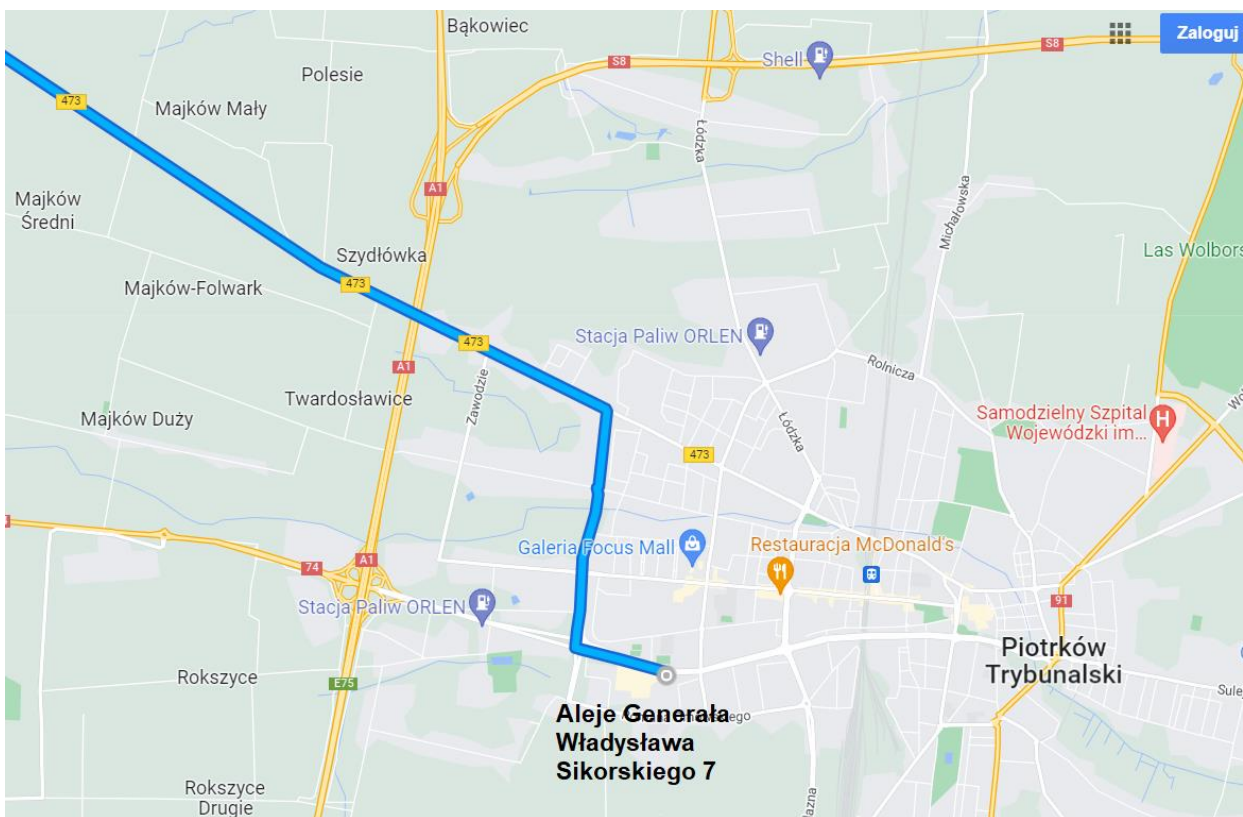 Bąkowiec
Zaloguj
S8
S8
Shell
Polesie
473
Majków Mały
Łódzka
A1
Majków
Średni
Michałowska
Szydłówka
Las Wolbors
473
Majków-Folwark
473
Stacja Paliw ORLEN
A1
Rolnicza
Zawodzie
Twardosławice
Majków Duży
Łódzka
Samodzielny Szpital
Wojewódzki im...
473
Galeria Focus Mall
Restauracja McDonald's
A1
74
Stacja Paliw ORLEN
91
Piotrków
Trybunalski
Rokszyce
E75
Sulej
Aleje Generała
Władysława
Sikorskiego 7
Rokszyce
Drugie